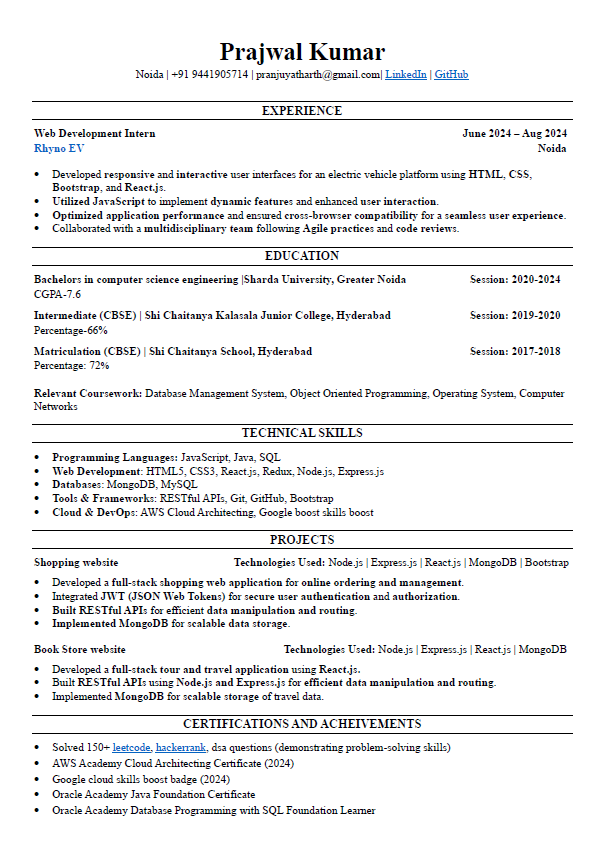 Prajwal Kumar
Noida | +91 9441905714 | pranjuyatharth@gmail.com| LinkedIn | GitHub
EXPERIENCE
Web Development Intern June 2024 – Aug 2024
Rhyno EV Noida
• Developed responsive and interactive user interfaces for an electric vehicle platform using HTML, CSS,
Bootstrap, and React.js.
• Utilized JavaScript to implement dynamic features and enhanced user interaction.
• Optimized application performance and ensured cross-browser compatibility for a seamless user experience.
• Collaborated with a multidisciplinary team following Agile practices and code reviews.
EDUCATION
Bachelors in computer science engineering |Sharda University, Greater Noida Session: 2020-2024
CGPA-7.6
Intermediate (CBSE) | Shi Chaitanya Kalasala Junior College, Hyderabad Session: 2019-2020
Percentage-66%
Matriculation (CBSE) | Shi Chaitanya School, Hyderabad Session: 2017-2018
Percentage: 72%
Relevant Coursework: Database Management System, Object Oriented Programming, Operating System, Computer
Networks
TECHNICAL SKILLS
• Programming Languages: JavaScript, Java, SQL
• Web Development: HTML5, CSS3, React.js, Redux, Node.js, Express.js
• Databases: MongoDB, MySQL
• Tools & Frameworks: RESTful APIs, Git, GitHub, Bootstrap
• Cloud & DevOps: AWS Cloud Architecting, Google boost skills boost
PROJECTS
Shopping website Technologies Used: Node.js | Express.js | React.js | MongoDB | Bootstrap
• Developed a full-stack shopping web application for online ordering and management.
• Integrated JWT (JSON Web Tokens) for secure user authentication and authorization.
• Built RESTful APIs for efficient data manipulation and routing.
• Implemented MongoDB for scalable data storage.
Book Store website Technologies Used: Node.js | Express.js | React.js | MongoDB
• Developed a full-stack tour and travel application using React.js.
• Built RESTful APIs using Node.js and Express.js for efficient data manipulation and routing.
• Implemented MongoDB for scalable storage of travel data.
CERTIFICATIONS AND ACHEIVEMENTS
• Solved 150+ leetcode, hackerrank, dsa questions (demonstrating problem-solving skills)
• AWS Academy Cloud Architecting Certificate (2024)
• Google cloud skills boost badge (2024)
• Oracle Academy Java Foundation Certificate
• Oracle Academy Database Programming with SQL Foundation Learner